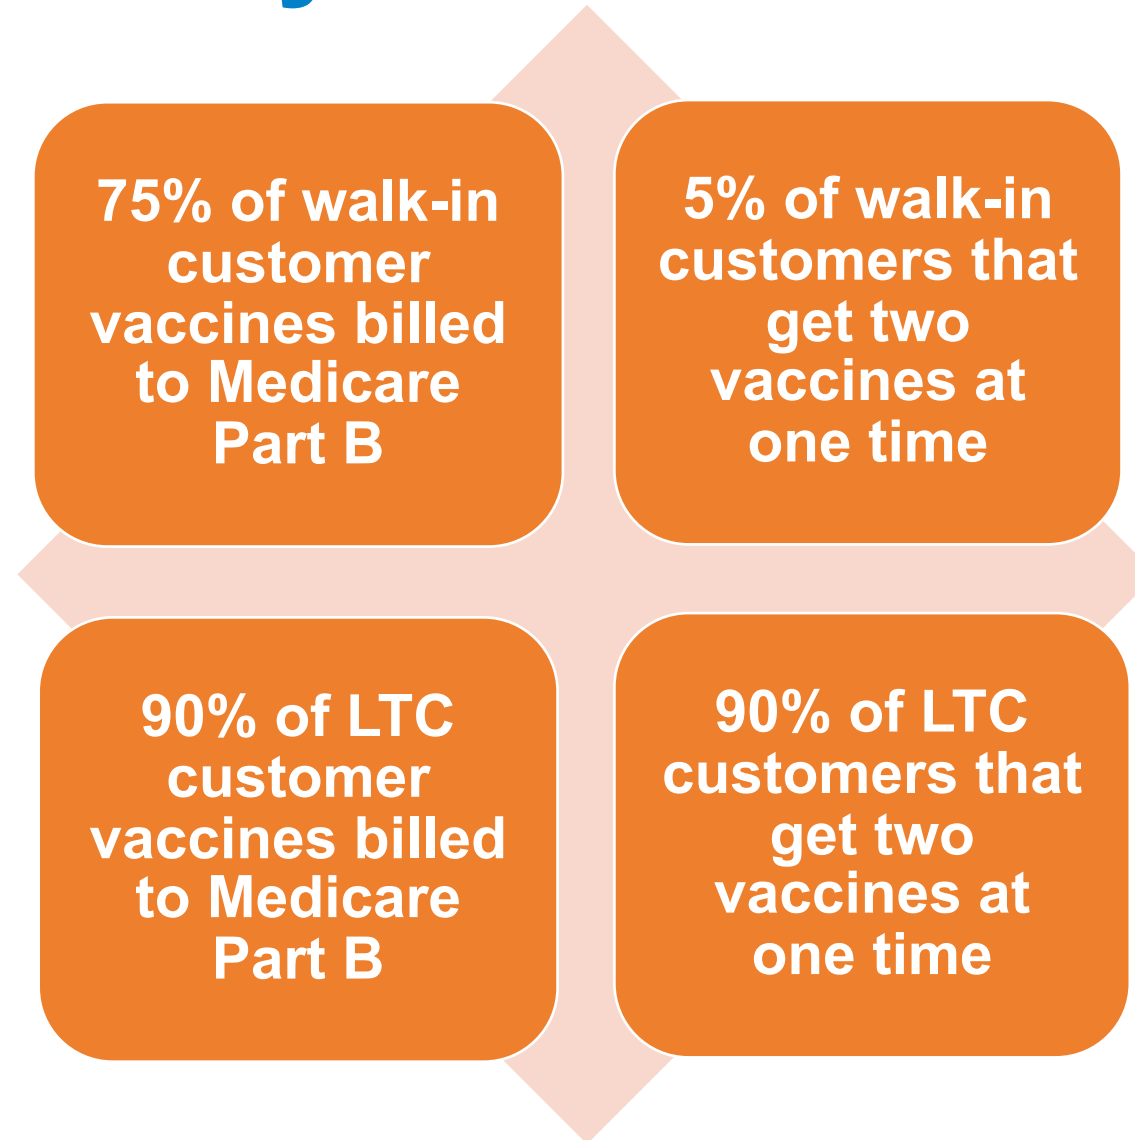 75% of walk-in
customer
vaccines billed
to Medicare
Part B
5% of walk-in
customers that
get two
vaccines at
one time
90% of LTC
customer
vaccines billed
to Medicare
Part B
90% of LTC
customers that
get two
vaccines at
one time